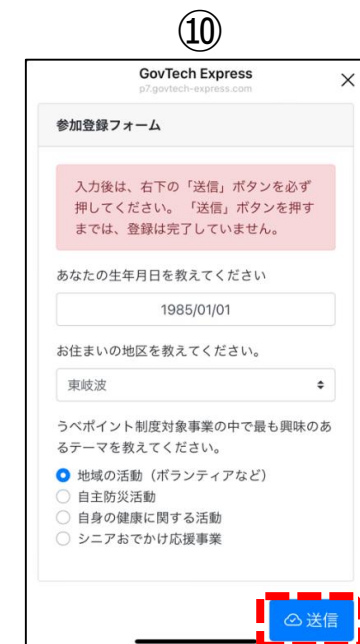 ⑩
GovTech Express
p7.govtech-express.com
参加登録フォーム
入力後は、右下の「送信」ボタンを必ず
押してください。 「送信」ボタンを押す
までは、登録は完了していません。
あなたの生年月日を教えてください
1985/01/01
お住まいの地区を教えてください。
東岐波
うべポイント制度対象事業の中で最も興味のあ
るテーマを教えてください。
地域の活動（ボランティアなど）
自主防災活動
自身の健康に関する活動
シニアおでかけ応援事業
送信